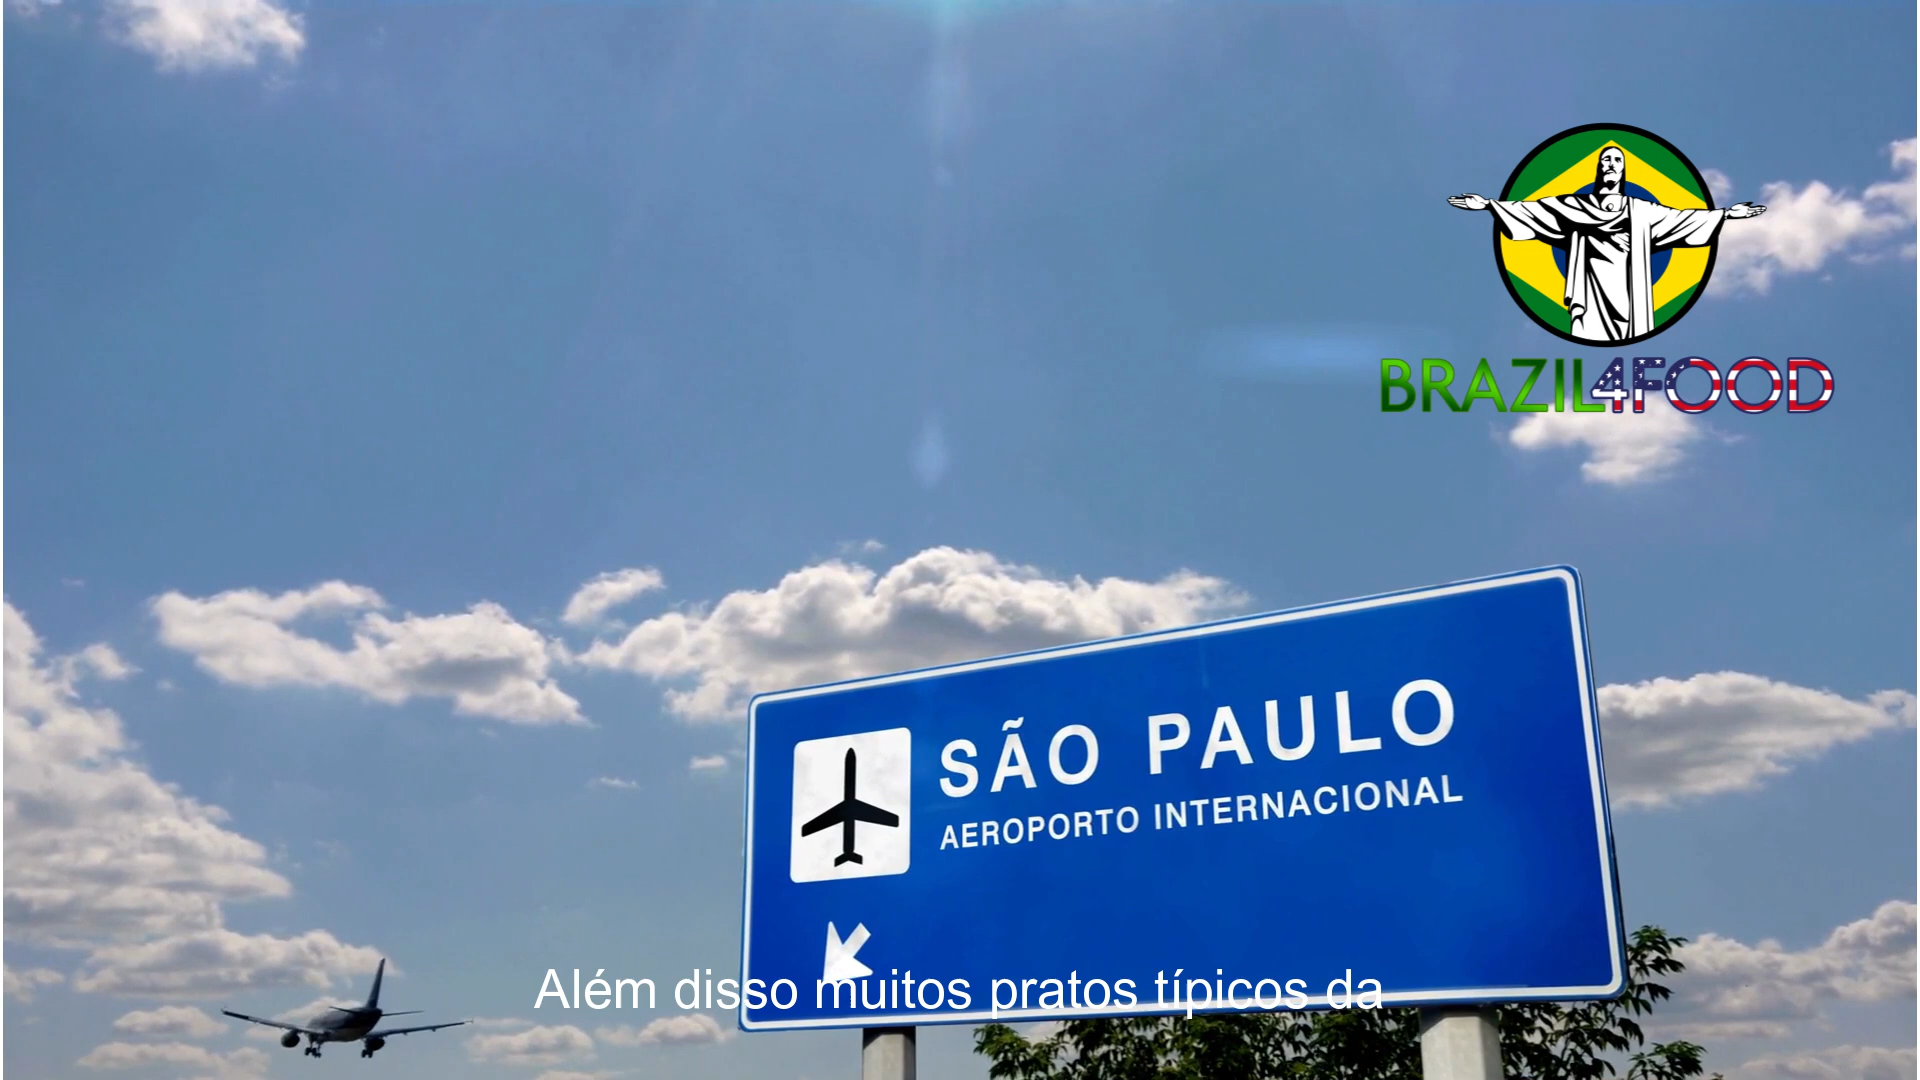 BRAZIL4FOOD
SÃO PAULO
AEROPORTO INTERNACIONAL
Além disso muitos pratos típicos da